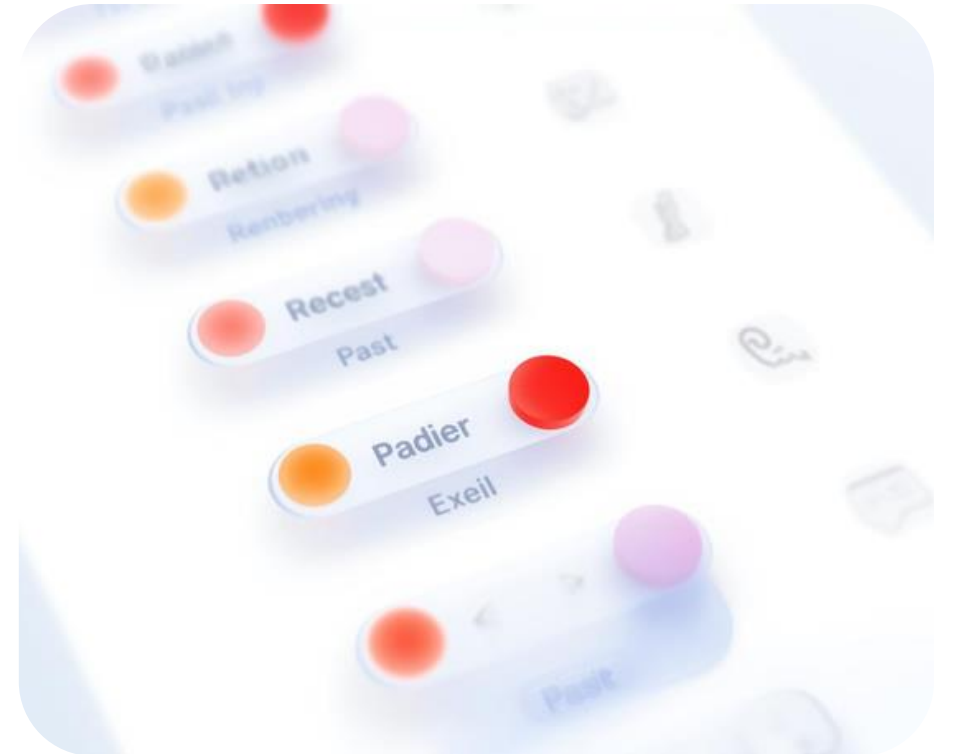 Retion
Renbering
Recest
Past
Padier
Exeil
< >
Past